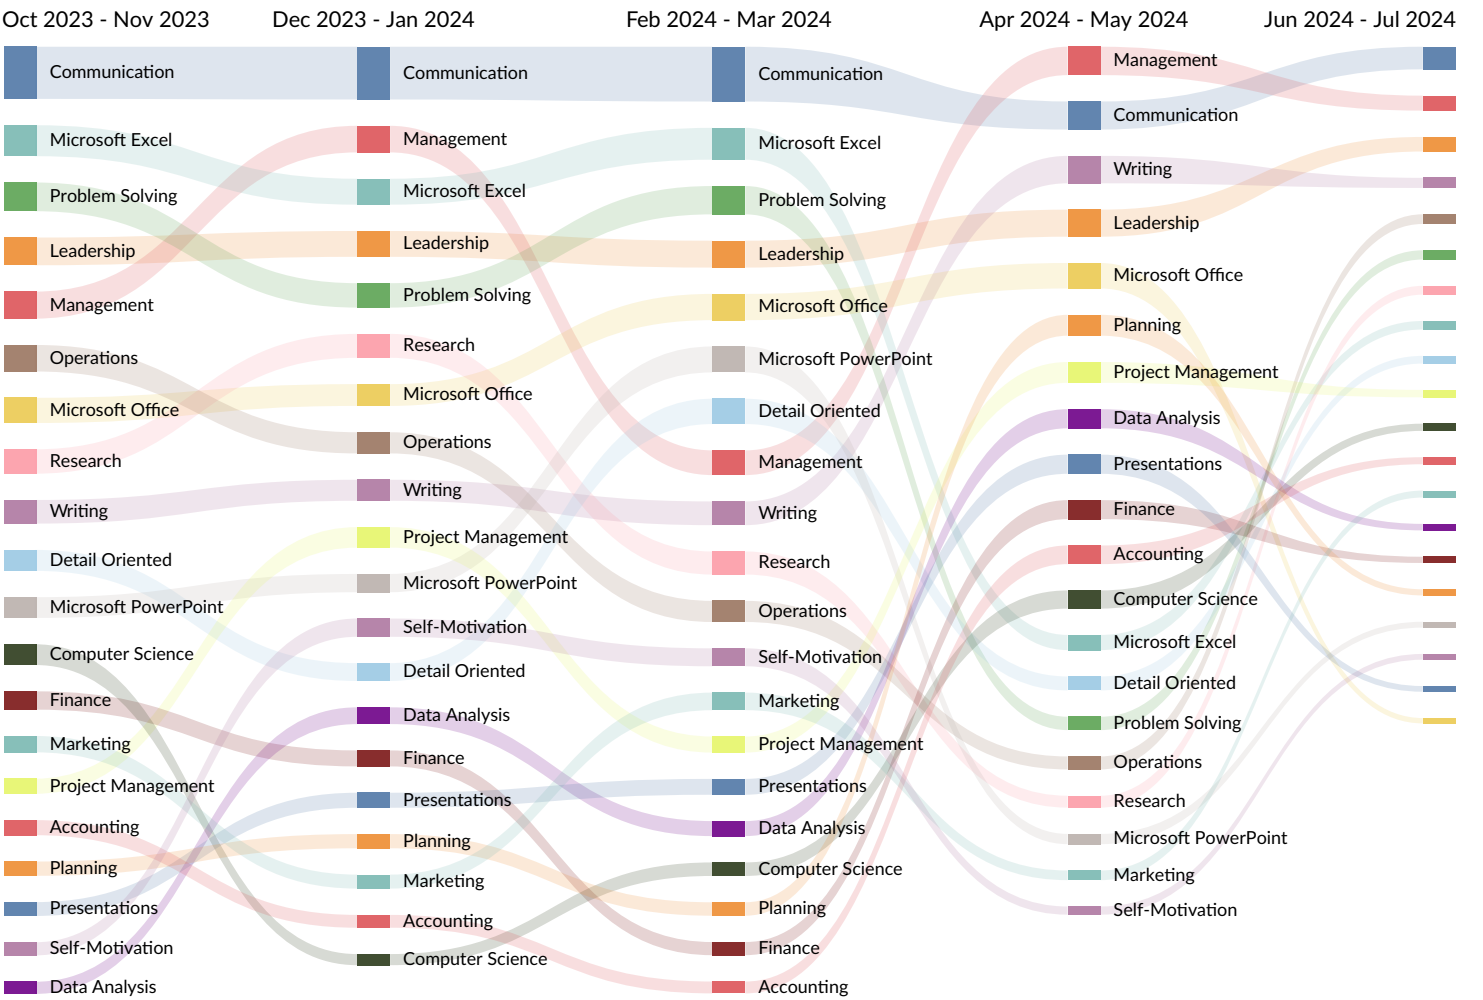 Oct 2023 - Nov 2023
Dec 2023 - Jan 2024
Feb 2024 - Mar 2024
Apr 2024 - May 2024
Jun 2024 - Jul 2024
Communication
Microsoft Excel
Problem Solving
Leadership
Management
Operations
Microsoft Office
Research
Writing
Detail Oriented
Microsoft PowerPoint
Computer Science
Finance
Marketing
Project Management
Accounting
Planning
Presentations
Self-Motivation
Data Analysis
Communication
Management
Microsoft Excel
Leadership
Problem Solving
Research
Microsoft Office
Operations
Writing
Project Management
Microsoft PowerPoint
Self-Motivation
Detail Oriented
Data Analysis
Finance
Presentations
Planning
Marketing
Accounting
Computer Science
Communication
Microsoft Excel
Problem Solving
Leadership
Microsoft Office
Microsoft PowerPoint
Detail Oriented
Management
Writing
Research
Operations
Self-Motivation
Marketing
Project Management
Presentations
Data Analysis
Computer Science
Planning
Finance
Accounting
Management
Communication
Writing
Leadership
Microsoft Office
Planning
Project Management
Data Analysis
Presentations
Finance
Accounting
Computer Science
Microsoft Excel
Detail Oriented
Problem Solving
Operations
Research
Microsoft PowerPoint
Marketing
Self-Motivation